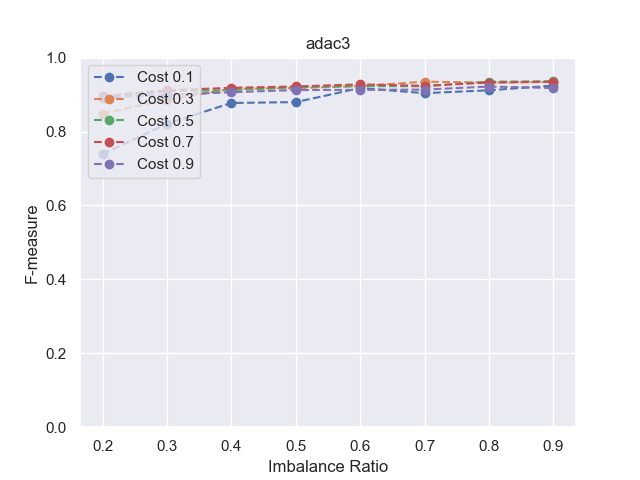 adac3
1.0
0.8
0.6
0.4
0.2
0.0
F-measure
Cost 0.1
Cost 0.3
Cost 0.5
Cost 0.7
Cost 0.9
0.2 0.3 0.4 0.5 0.6 0.7 0.8 0.9
Imbalance Ratio